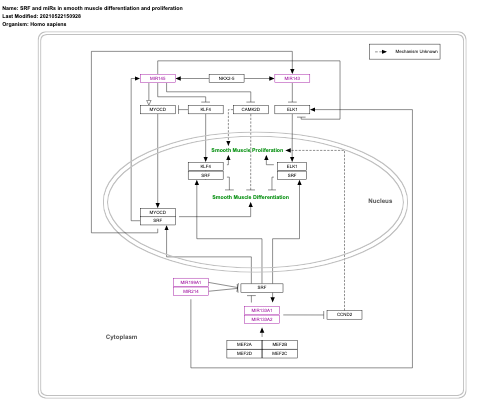 Name: SRF and miRs in smooth muscle differentiation and proliferation
Last Modified: 20210522150928
Organism: Homo sapiens
Mechanism Unknown
MIR145 NKX2-5 MIR143
MYOCD KLF4 CAMK2D ELK1
Smooth Muscle Proliferation
KLF4 ELK1
SRF SRF
Smooth Muscle Differentiation
Nucleus
MYOCD
SRF
MIR199A1 SRF
MIR214
MIR133A1
MIR133A2 CCND2
Cytoplasm
MEF2A MEF2B
MEF2D MEF2C